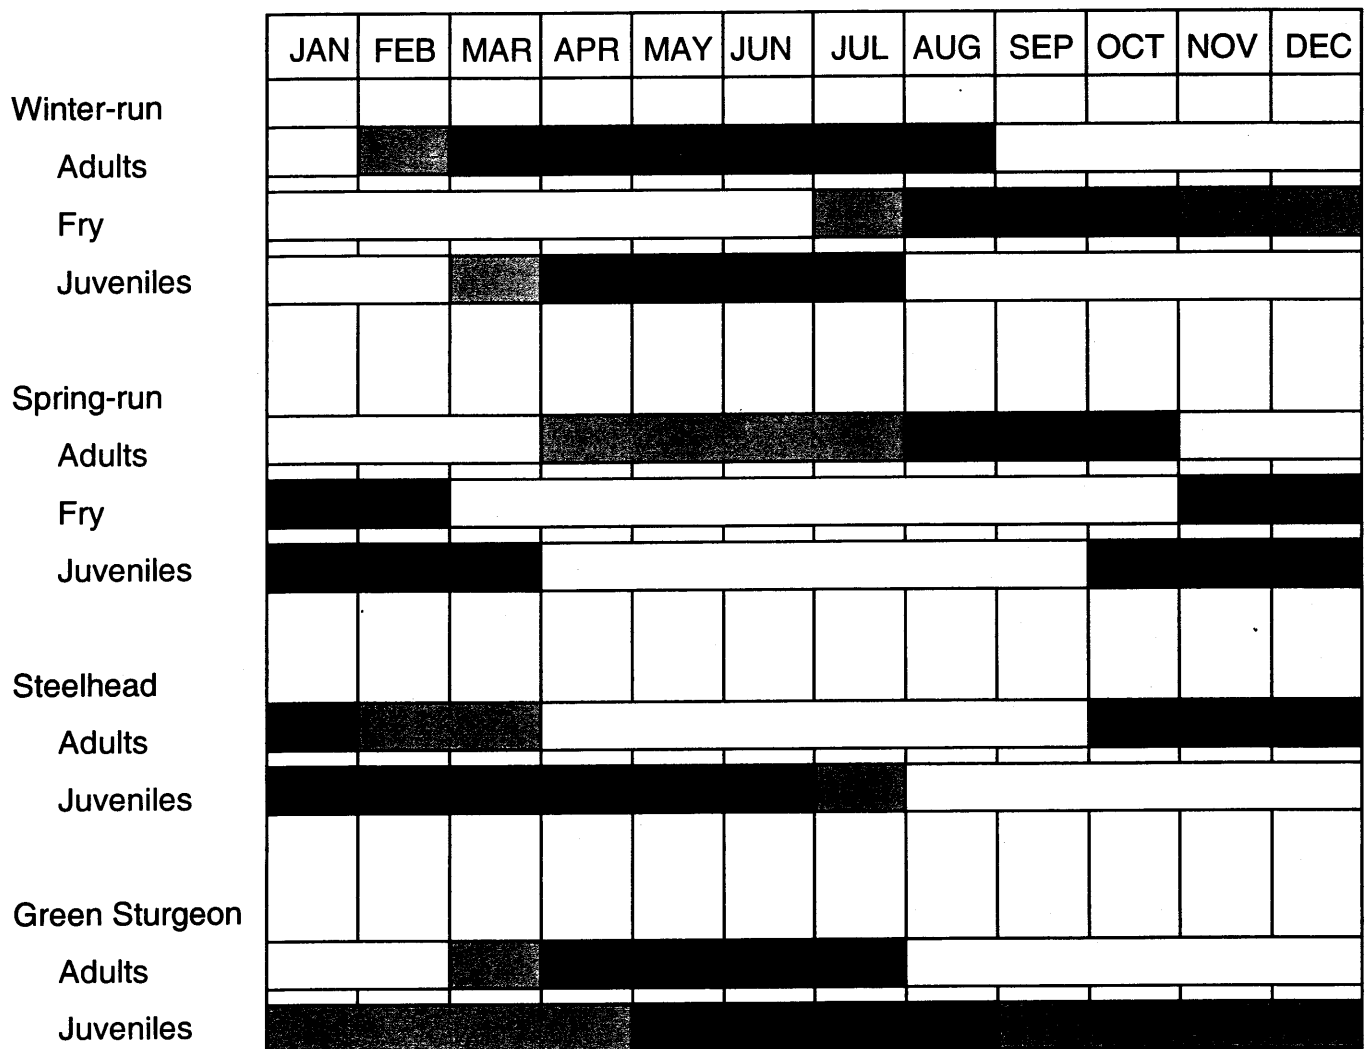 JAN FEB MAR APR MAY JUN JUL AUG SEP OCT NOV DEC
Winter-run
Adults
Fry
Juveniles
Spring-run
Adults
Fry
Juveniles
Steelhead
Adults
Juveniles
Green Sturgeon
Adults
Juveniles